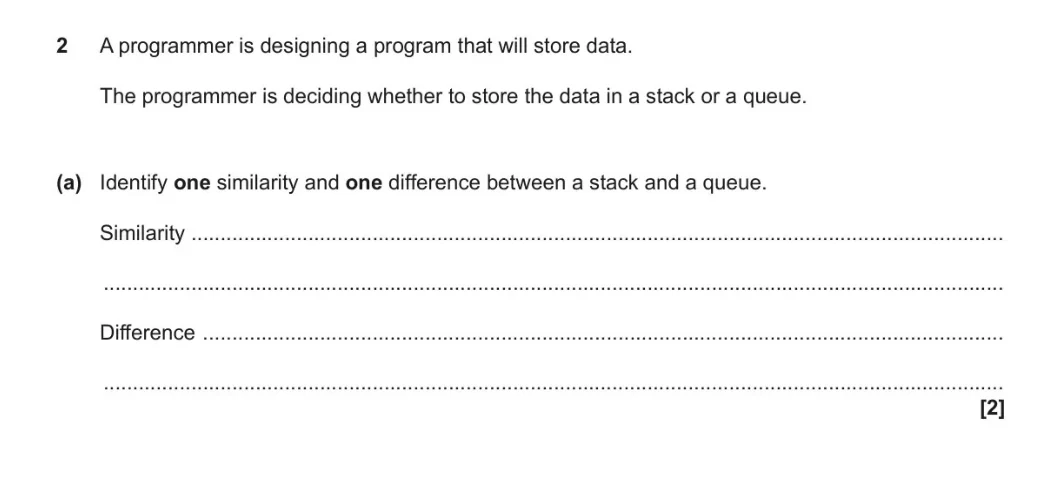 2 A programmer is designing a program that will store data.
The programmer is deciding whether to store the data in a stack or a queue.
(a) Identify one similarity and one difference between a stack and a queue.
Similarity ...........................................................................................................................................
..........................................................................................................................................................
Difference .........................................................................................................................................
..........................................................................................................................................................
[2]